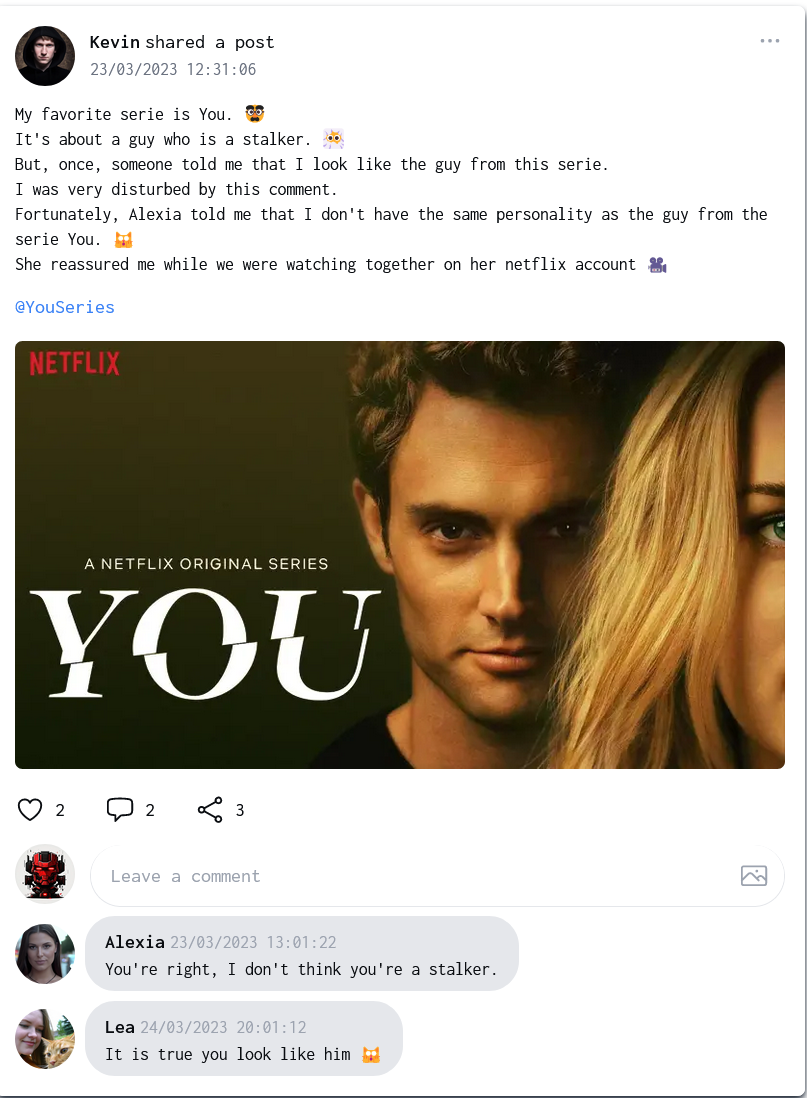 Kevin shared a post
23/03/2023 12:31:06
My favorite serie is You. 🥸
It's about a guy who is a stalker.
But, once, someone told me that I look like the guy from this serie.
I was very disturbed by this comment.
Fortunately, Alexia told me that I don't have the same personality as the guy from the
serie You. 🙀
She reassured me while we were watching together on her netflix account 🎥
@YouSeries
NETFLIX
A NETFLIX ORIGINAL SERIES
YOU
2 2 3
Leave a comment
Alexia 23/03/2023 13:01:22
You're right, I don't think you're a stalker.
Lea 24/03/2023 20:01:12
It is true you look like him 🙀